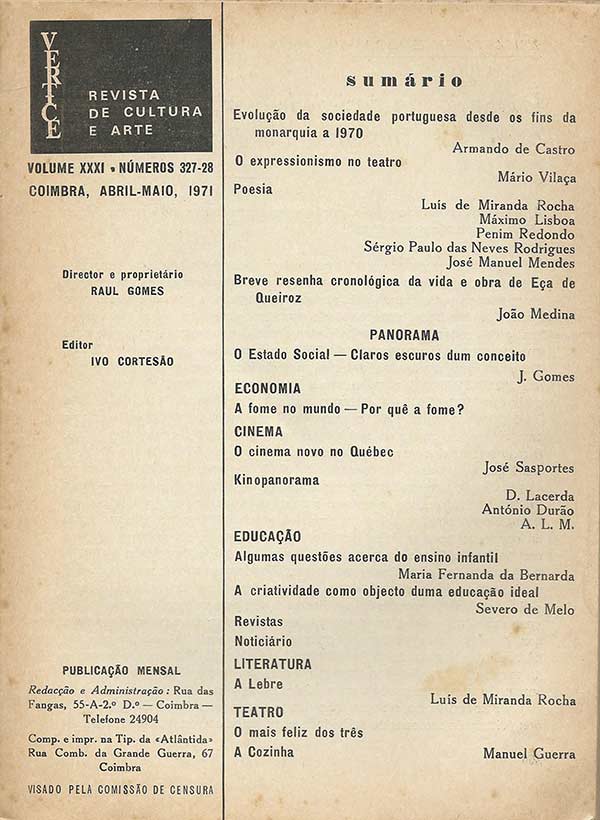 VERTICE
REVISTA
DE CULTURA
E ARTE
VOLUME XXXI • NÚMEROS 327-28
COIMBRA, ABRIL-MAIO, 1971
Director e proprietário
RAUL GOMES
Editor
IVO CORTESÃO
PUBLICAÇÃO MENSAL
Redacção e Administração: Rua das
Fangas, 55-A-2.º D.º — Coimbra —
Telefone 24904
Comp. e impr. na Tip. da «Atlântida»
Rua Comb. da Grande Guerra, 67
Coimbra
VISADO PELA COMISSÃO DE CENSURA
sumário
Evolução da sociedade portuguesa desde os fins da
monarquia a 1970
Armando de Castro
O expressionismo no teatro
Mário Vilaça
Poesia
Luís de Miranda Rocha
Máximo Lisboa
Penim Redondo
Sérgio Paulo das Neves Rodrigues
José Manuel Mendes
Breve resenha cronológica da vida e obra de Eça de
Queiroz
João Medina
PANORAMA
O Estado Social — Claros escuros dum conceito
J. Gomes
ECONOMIA
A fome no mundo — Por quê a fome?
CINEMA
O cinema novo no Québec
José Sasportes
Kinopanorama
D. Lacerda
António Durão
A. L. M.
EDUCAÇÃO
Algumas questões acerca do ensino infantil
Maria Fernanda da Bernarda
A criatividade como objecto duma educação ideal
Severo de Melo
Revistas
Noticiário
LITERATURA
A Lebre
Luis de Miranda Rocha
TEATRO
O mais feliz dos três
A Cozinha Manuel Guerra